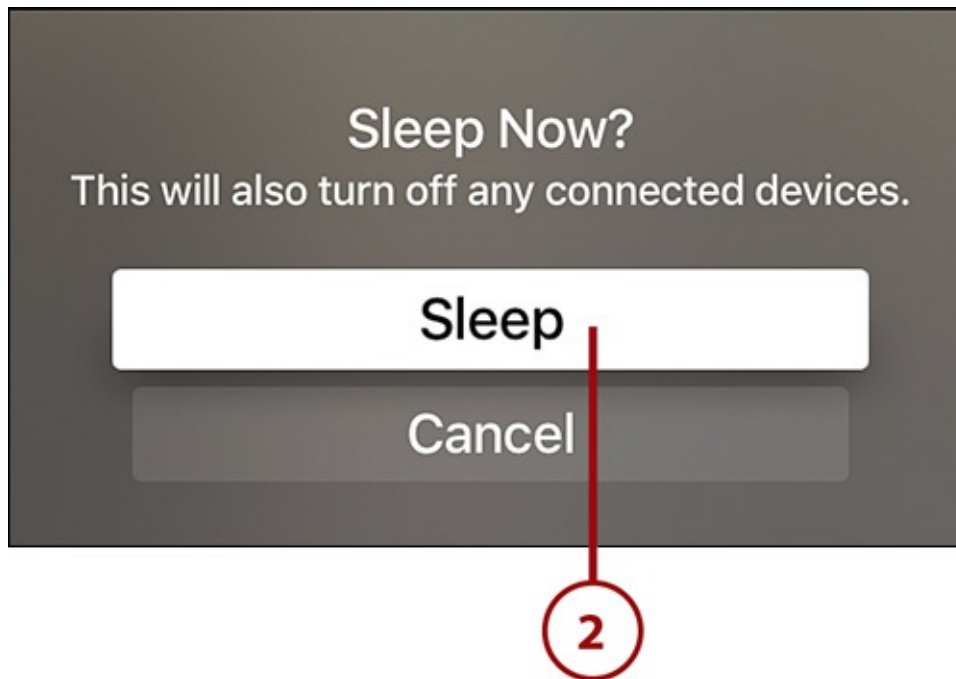 Sleep Now?
This will also turn off any connected devices.
Sleep
Cancel
2